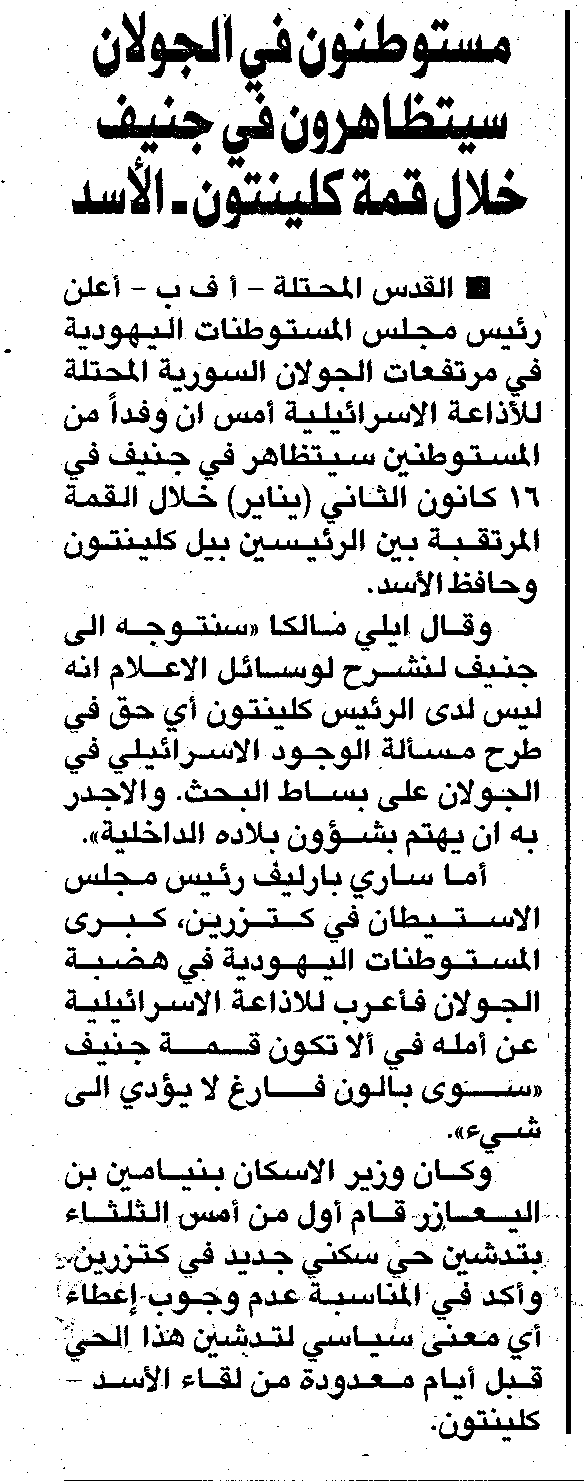 مستوطنون في الجولان
سيتظاهرون في جنيف
خلال قمة كلينتون ـ الأسد
■ القدس المحتلة - أ ف ب - أعلن
رئيس مجلس المستوطنات اليهودية
في مرتفعات الجولان السورية المحتلة
للأذاعة الاسرائيلية أمس ان وفداً من
المستوطنين سيتظاهر في جنيف في
١٦ كانون الثاني (يناير) خلال القمة
المرتقبة بين الرئيسين بيل كلينتون
وحافظ الأسد.
وقال ايلي مالكا «سنتوجه الى
جنيف لنشرح لوسائل الاعلام انه
ليس لدى الرئيس كلينتون أي حق في
طرح مسألة الوجود الاسرائيلي في
الجولان على بساط البحث. والاجدر
به ان يهتم بشؤون بلاده الداخلية».
أما ساري بارليف رئيس مجلس
الاستيطان في كتزرين، كبرى
المستوطنات اليهودية في هضبة
الجولان فأعرب للاذاعة الاسرائيلية
عن أمله في ألا تكون قمة جنيف
«سوى بالون فارغ لا يؤدي الى
شيء».
وكان وزير الاسكان بنيامين بن
اليعازر قام أول من أمس الثلثاء
بتدشين حي سكني جديد في كتزرين
وأكد في المناسبة عدم وجوب إعطاء
أي معنى سياسي لتدشين هذا الحي
قبل أيام معدودة من لقاء الأسد -
كلينتون.